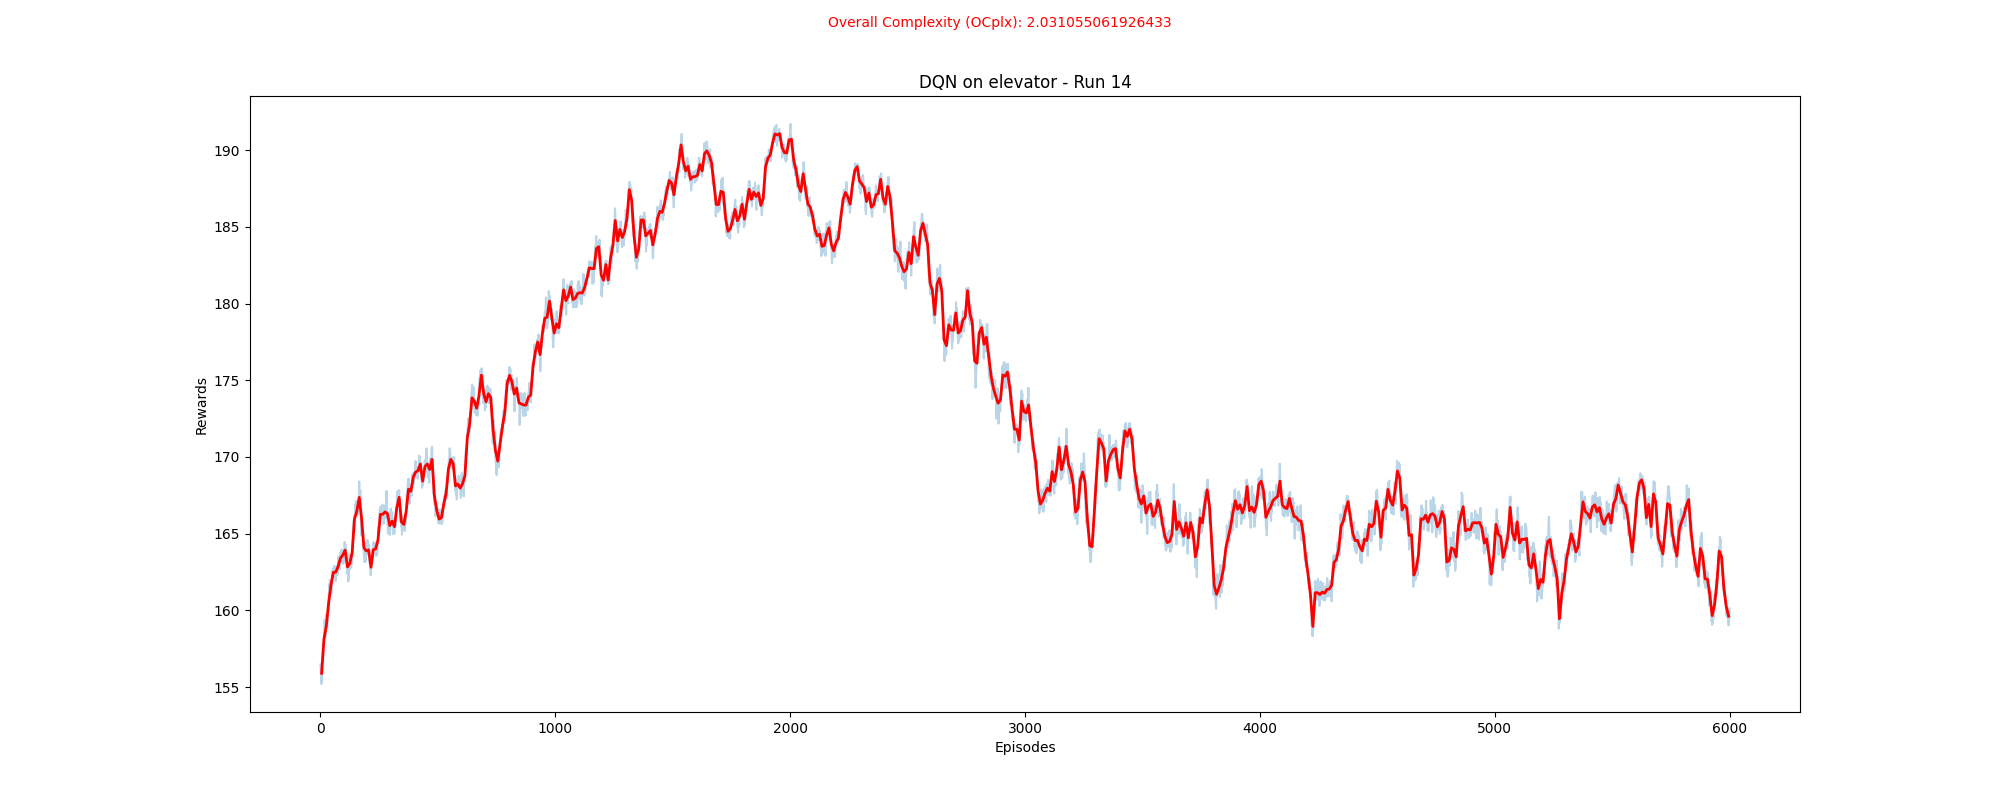 Overall Complexity (OCplx): 2.031055061926433
DQN on elevator - Run 14
190
185
180
175
170
165
160
155
Rewards
0 1000 2000 3000 4000 5000 6000
Episodes